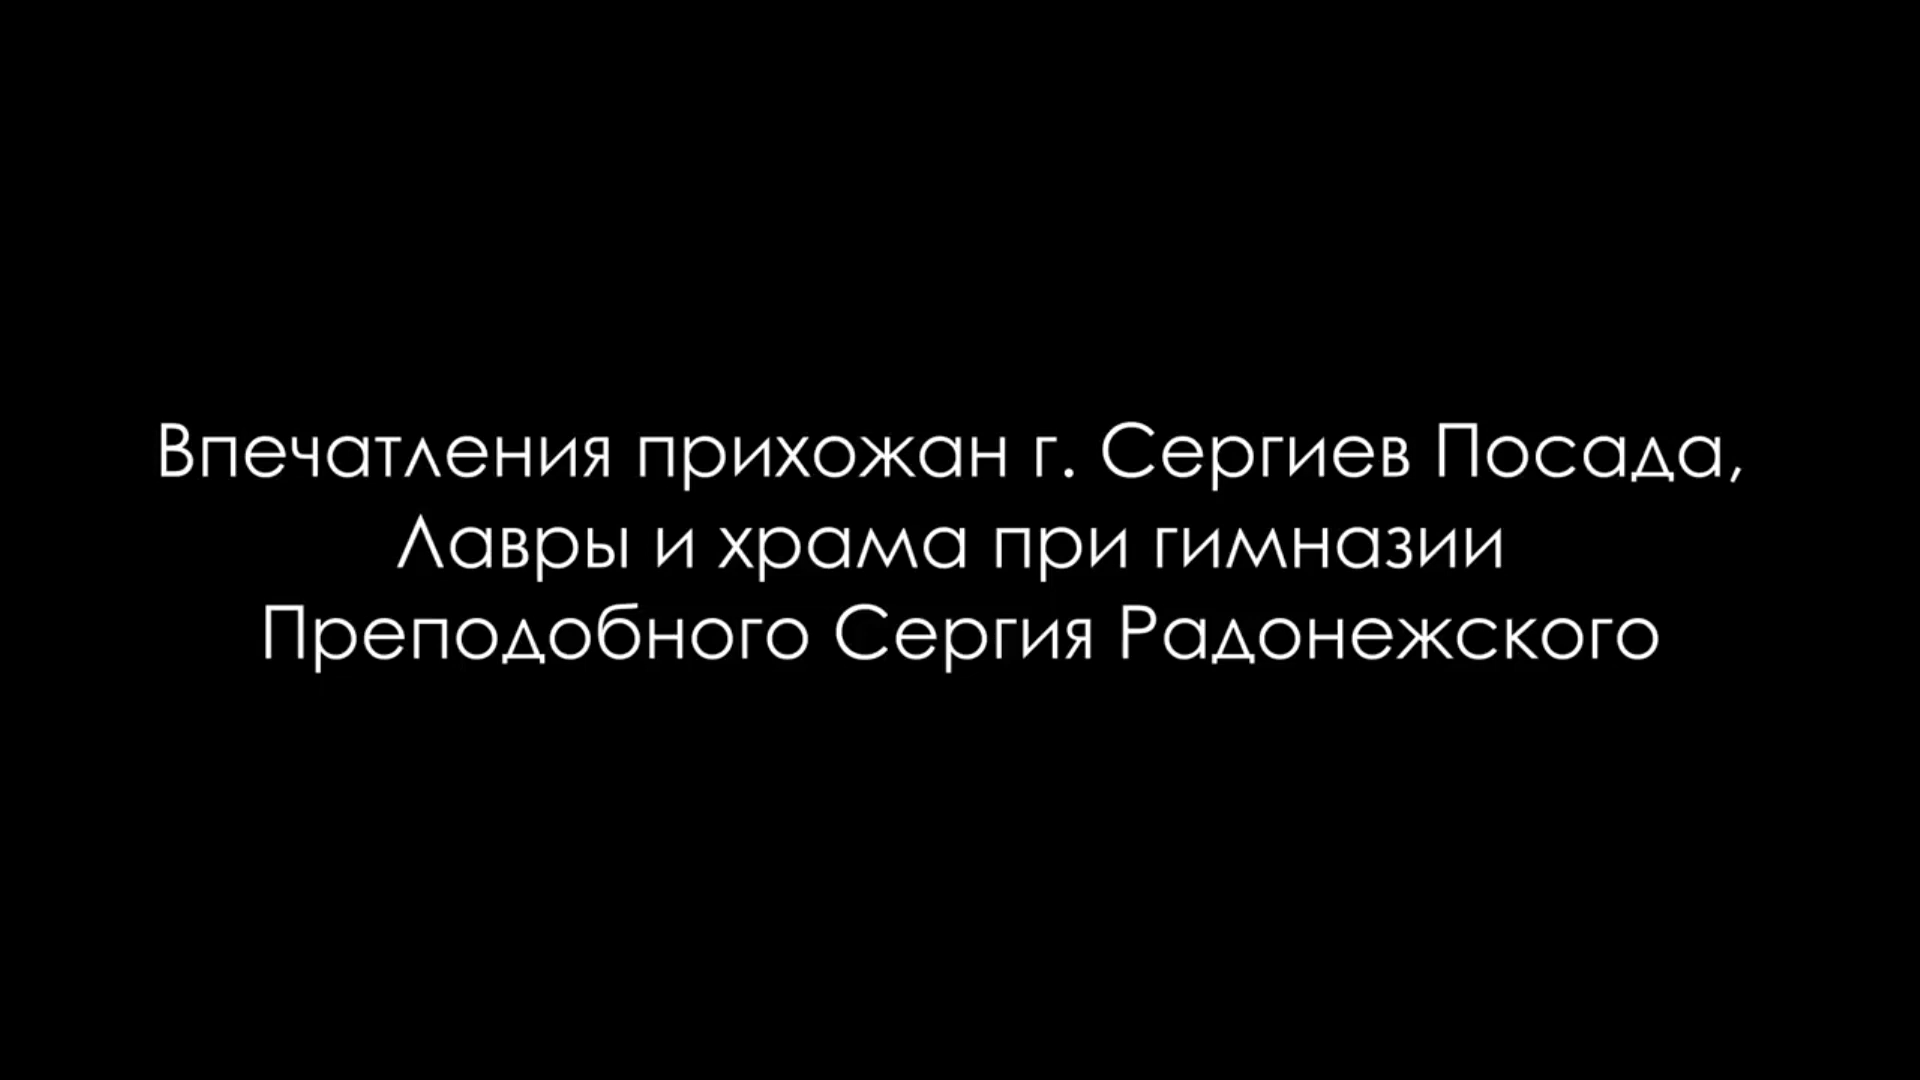 Впечатления прихожан г. Сергиев Посада,
Лавры и храма при гимназии
Преподобного Сергия Радонежского